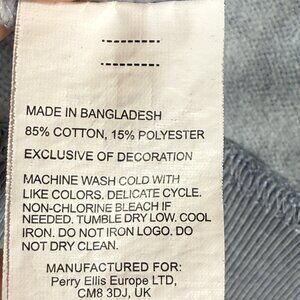 MADE IN BANGLADESH
85% COTTON, 15% POLYESTER
EXCLUSIVE OF DECORATION
MACHINE WASH COLD WITH
LIKE COLORS. DELICATE CYCLE.
NON-CHLORINE BLEACH IF
NEEDED. TUMBLE DRY LOW. COOL
IRON. DO NOT IRON LOGO. DO
NOT DRY CLEAN.
MANUFACTURED FOR:
Perry Ellis Europe LTD,
CM8 3DJ, UK